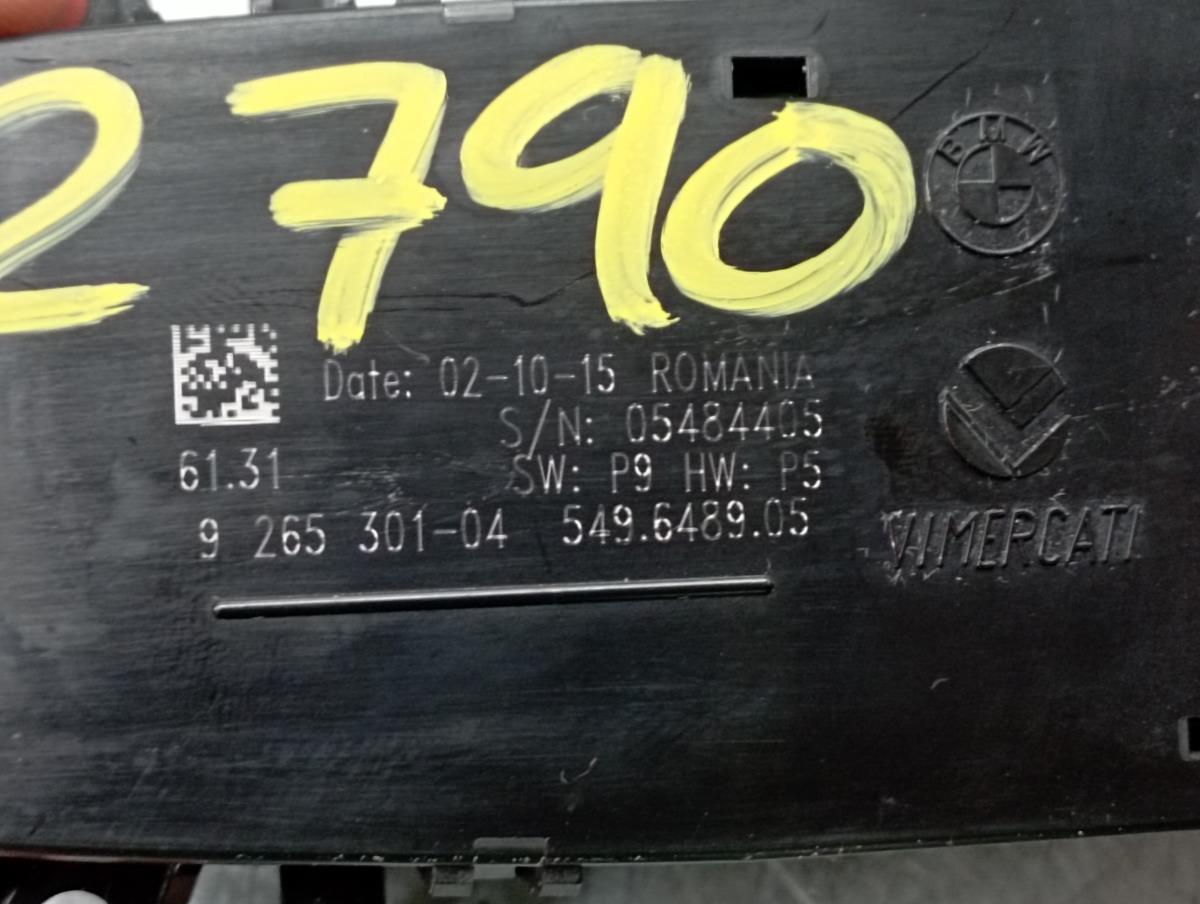 2790
BMW
Date: 02-10-15 ROMANIA
S/N: 05484405
61.31
SW: P9 HW: P5
9 265 301-04 549.6489.05
VIMERCATI